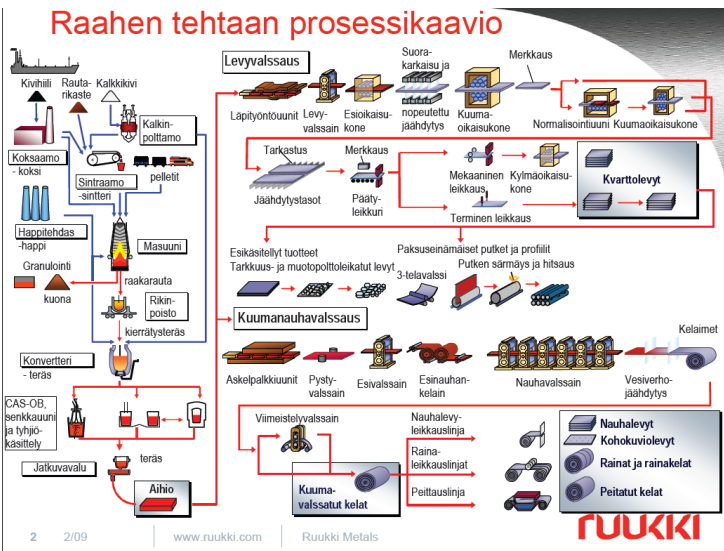 Raahen tehtaan prosessikaavio
Kivihiili
Rauta-
rikaste
Kalkkikivi
Kalkin-
polttamo
Koksaamo
- koksi
Sintraamo
-sintteri
pelletit
Happitehdas
-happi
Masuuni
Granulointi
kuona
raakarauta
Rikin-
poisto
kierrätysteräs
Konvertteri
- teräs
CAS-OB,
senkkauuni
ja tyhjiö-
käsittely
Jatkuvavalu
teräs
Aihio
Levyvalssaus
Läpityöntöuunit
Levy-
valssain
Esioikaisu-
kone
Suora-
karkaisu ja
nopeutettu
jäähdytys
Kuuma-
oikaisukone
Merkkaus
Normalisointiuuni
Kuumaoikaisukone
Tarkastus
Jäähdytystasot
Merkkaus
Pääty-
leikkuri
Mekaaninen
leikkaus
Kylmäoikaisu-
kone
Terminen leikkaus
Kvarttolevyt
Esikäsitellyt tuotteet
Tarkkuus- ja muotopolttoleikatut levyt
Paksuseinämäiset putket ja profiilit
3-telavalssi
Putken särmäys ja hitsaus
Kuumanauhavalssaus
Askelpalkkiuunit
Pysty-
valssain
Esivalssain
Esinauhan-
kelain
Nauhavalssain
Vesiverho-
jäähdytys
Kelaimet
Viimeistelyvalssain
Kuuma-
valssatut kelat
Nauhalevy-
leikkauslinja
Raina-
leikkauslinjat
Peittauslinja
Nauhalevyt
Kohokuviolevyt
Rainat ja rainakelat
Peitatut kelat
2
2/09
www.ruukki.com
Ruukki Metals
RUUKKI